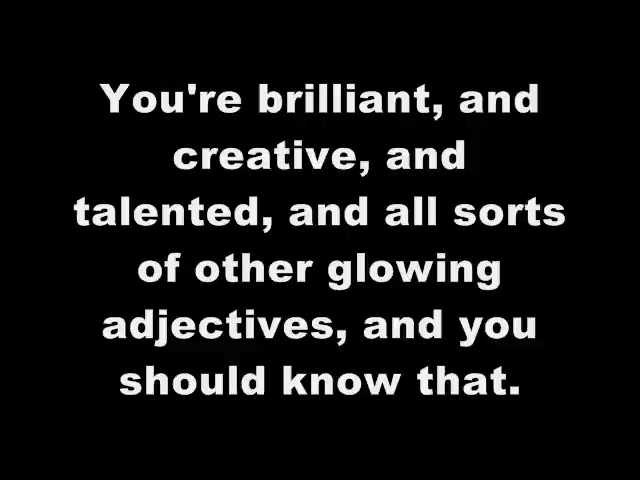 You're brilliant, and
creative, and
talented, and all sorts
of other glowing
adjectives, and you
should know that.